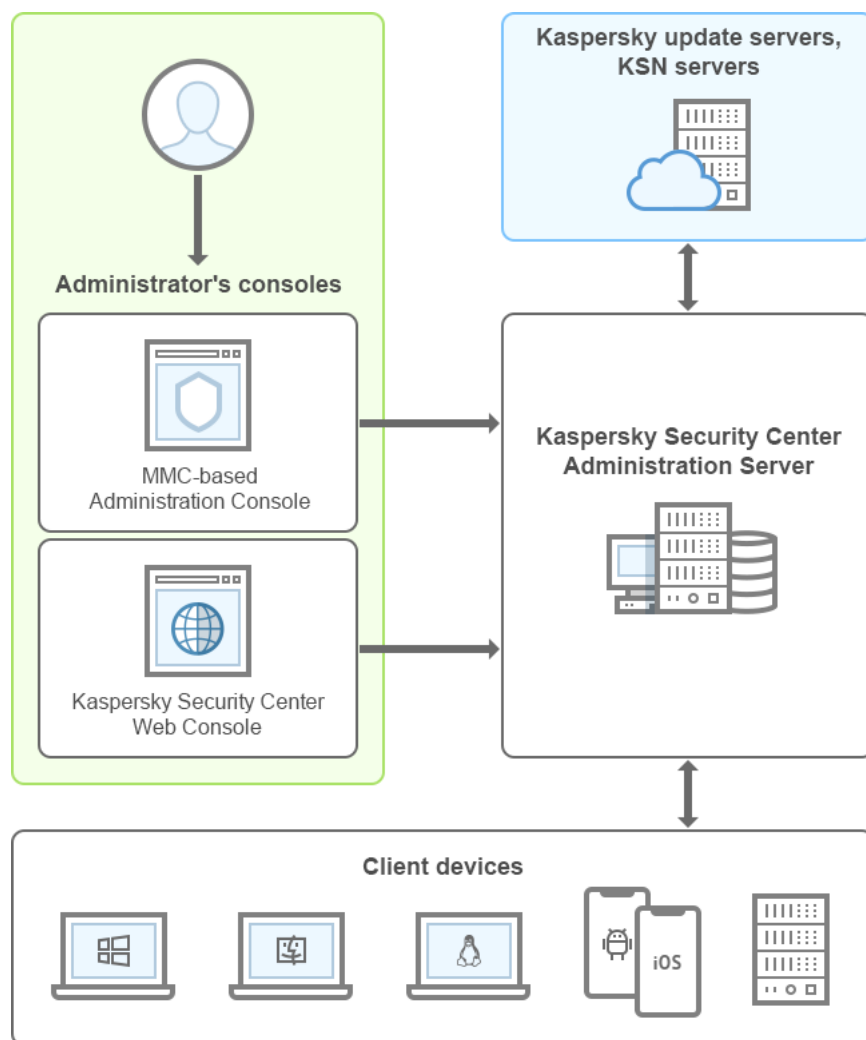 Kaspersky update servers,
KSN servers
Administrator's consoles
MMC-based
Administration Console
Kaspersky Security Center
Administration Server
Kaspersky Security Center
Web Console
Client devices
iOS